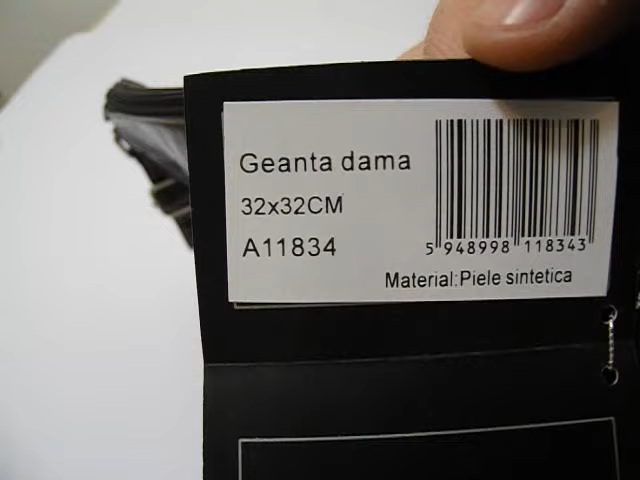 Geanta dama
32x32CM
A11834
5 948998 118343
Material:Piele sintetica